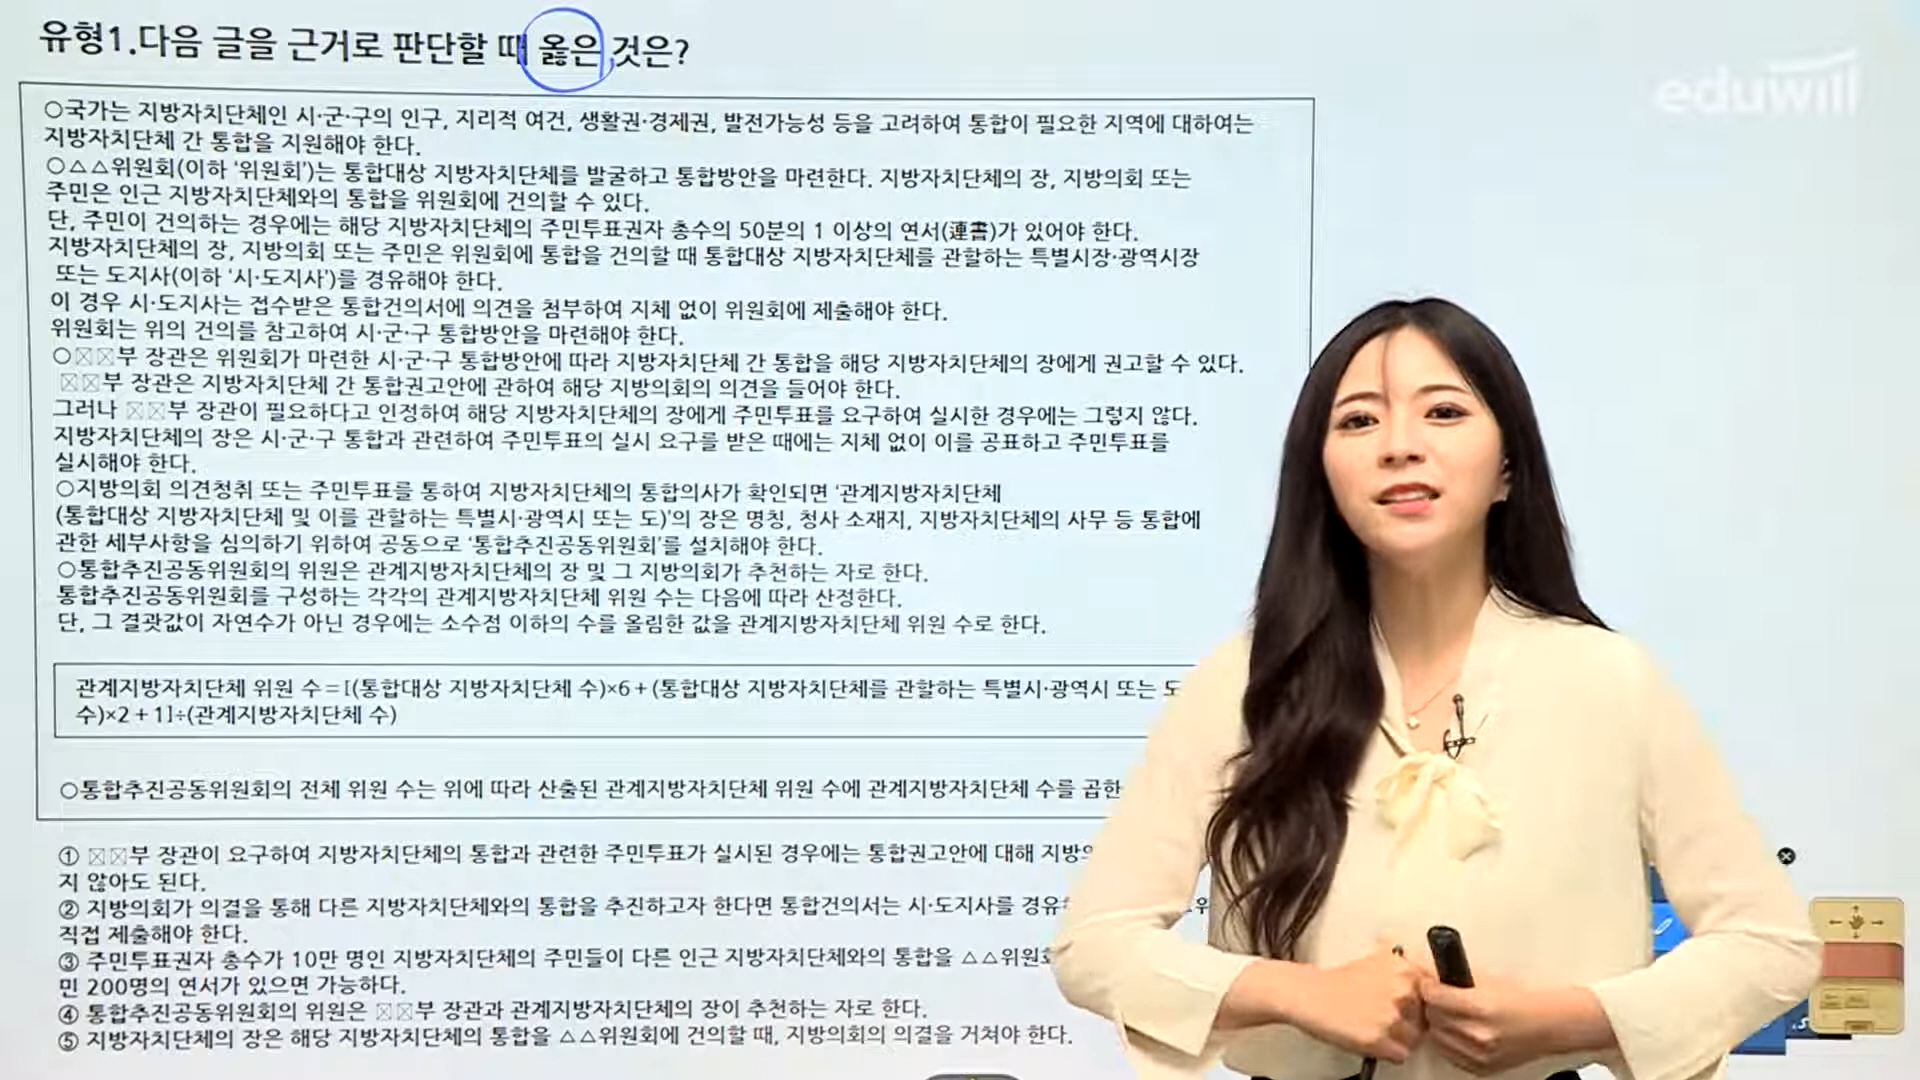 유형1.다음 글을 근거로 판단할 때 옳은 것은?
eduwill
○국가는 지방자치단체인 시·군·구의 인구, 지리적 여건, 생활권·경제권, 발전가능성 등을 고려하여 통합이 필요한 지역에 대하여는
지방자치단체 간 통합을 지원해야 한다.
○△△위원회(이하 ‘위원회’)는 통합대상 지방자치단체를 발굴하고 통합방안을 마련한다. 지방자치단체의 장, 지방의회 또는
주민은 인근 지방자치단체와의 통합을 위원회에 건의할 수 있다.
단, 주민이 건의하는 경우에는 해당 지방자치단체의 주민투표권자 총수의 50분의 1 이상의 연서(連書)가 있어야 한다.
지방자치단체의 장, 지방의회 또는 주민은 위원회에 통합을 건의할 때 통합대상 지방자치단체를 관할하는 특별시장·광역시장
또는 도지사(이하 ‘시·도지사’)를 경유해야 한다.
이 경우 시·도지사는 접수받은 통합건의서에 의견을 첨부하여 지체 없이 위원회에 제출해야 한다.
위원회는 위의 건의를 참고하여 시·군·구 통합방안을 마련해야 한다.
○☒☒부 장관은 위원회가 마련한 시·군·구 통합방안에 따라 지방자치단체 간 통합을 해당 지방자치단체의 장에게 권고할 수 있다.
☒☒부 장관은 지방자치단체 간 통합권고안에 관하여 해당 지방의회의 의견을 들어야 한다.
그러나 ☒☒부 장관이 필요하다고 인정하여 해당 지방자치단체의 장에게 주민투표를 요구하여 실시한 경우에는 그렇지 않다.
지방자치단체의 장은 시·군·구 통합과 관련하여 주민투표의 실시 요구를 받은 때에는 지체 없이 이를 공표하고 주민투표를
실시해야 한다.
○지방의회 의견청취 또는 주민투표를 통하여 지방자치단체의 통합의사가 확인되면 ‘관계지방자치단체
(통합대상 지방자치단체 및 이를 관할하는 특별시·광역시 또는 도)’의 장은 명칭, 청사 소재지, 지방자치단체의 사무 등 통합에
관한 세부사항을 심의하기 위하여 공동으로 ‘통합추진공동위원회’를 설치해야 한다.
○통합추진공동위원회의 위원은 관계지방자치단체의 장 및 그 지방의회가 추천하는 자로 한다.
통합추진공동위원회를 구성하는 각각의 관계지방자치단체 위원 수는 다음에 따라 산정한다.
단, 그 결괏값이 자연수가 아닌 경우에는 소수점 이하의 수를 올림한 값을 관계지방자치단체 위원 수로 한다.
관계지방자치단체 위원 수=[(통합대상 지방자치단체 수)×6+(통합대상 지방자치단체를 관할하는 특별시·광역시 또는 도
수)×2+1]÷(관계지방자치단체 수)
○통합추진공동위원회의 전체 위원 수는 위에 따라 산출된 관계지방자치단체 위원 수에 관계지방자치단체 수를 곱한
① ☒☒부 장관이 요구하여 지방자치단체의 통합과 관련한 주민투표가 실시된 경우에는 통합권고안에 대해 지방의
지 않아도 된다.
② 지방의회가 의결을 통해 다른 지방자치단체와의 통합을 추진하고자 한다면 통합건의서는 시·도지사를 경유
직접 제출해야 한다.
③ 주민투표권자 총수가 10만 명인 지방자치단체의 주민들이 다른 인근 지방자치단체와의 통합을 △△위원회
민 200명의 연서가 있으면 가능하다.
④ 통합추진공동위원회의 위원은 ☒☒부 장관과 관계지방자치단체의 장이 추천하는 자로 한다.
⑤ 지방자치단체의 장은 해당 지방자치단체의 통합을 △△위원회에 건의할 때, 지방의회의 의결을 거쳐야 한다.